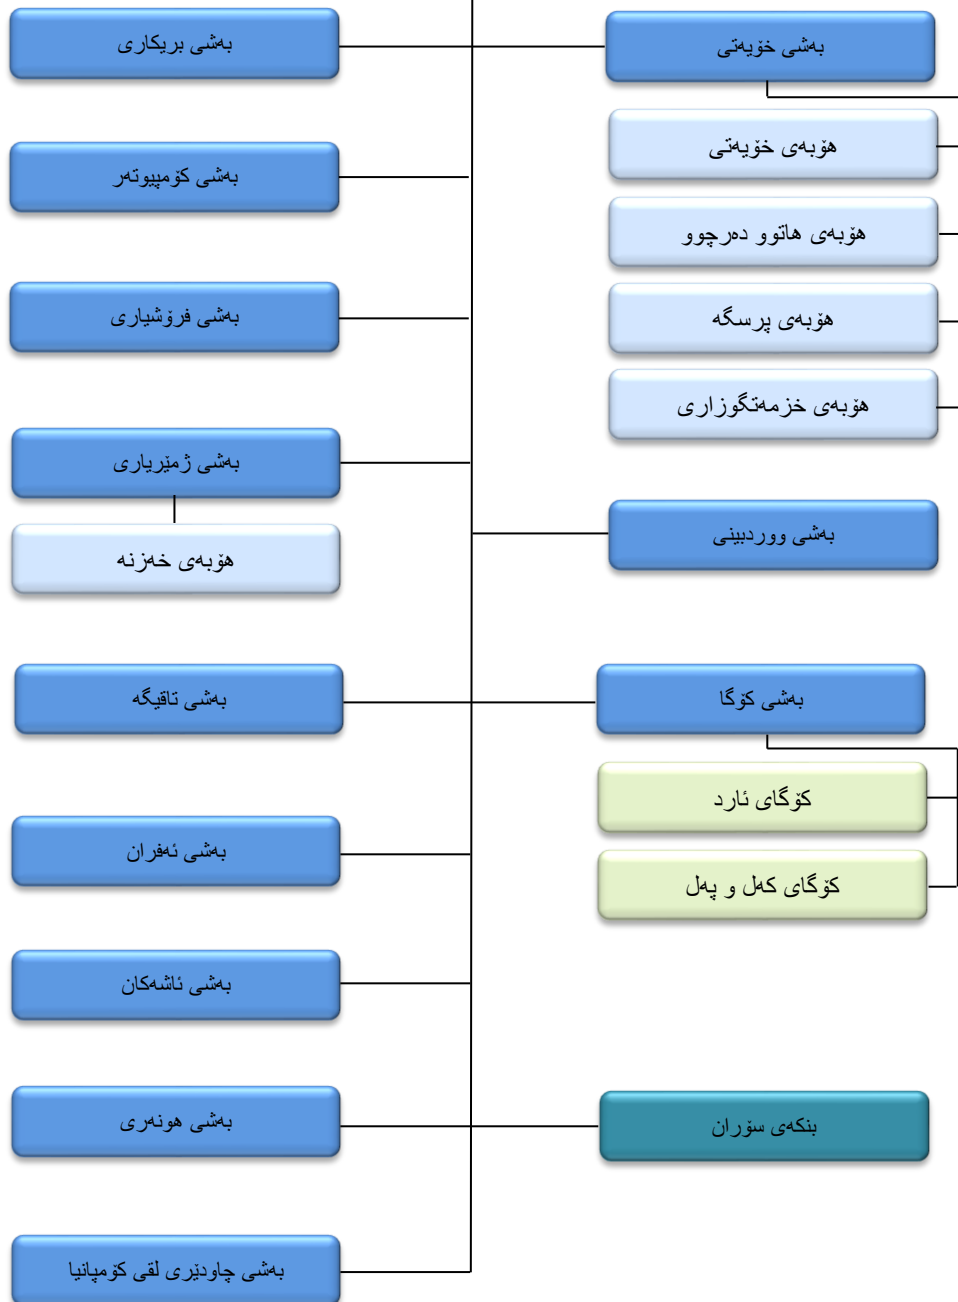 بەشی خۆیەتی
هۆبەی خۆیەتی
هۆبەی هاتوو دەرچوو
هۆبەی پرسگە
هۆبەی خزمەتگوزاری
بەشی ووردبینی
بەشی کۆگا
کۆگای ئارد
کۆگای کەل و پەل
بنکەی سۆران
بەشی بریکاری
بەشی کۆمپیوتەر
بەشی فرۆشیاری
بەشی ژمێریاری
هۆبەی خەزنە
بەشی تاقیگە
بەشی ئەفران
بەشی ئاشەکان
بەشی هونەری
بەشی چاودێری لقی کۆمپانیا